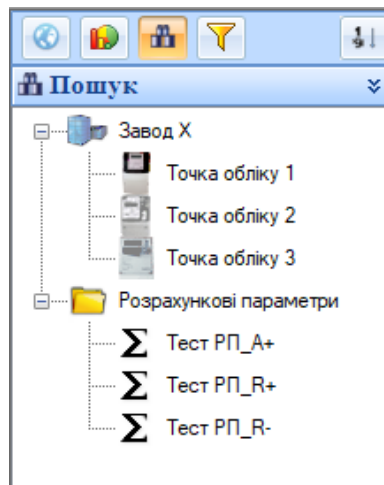 Пошук
Завод X
Точка обліку 1
Точка обліку 2
Точка обліку 3
Розрахункові параметри
Тест РП_А+
Тест РП_R+
Тест РП_R-